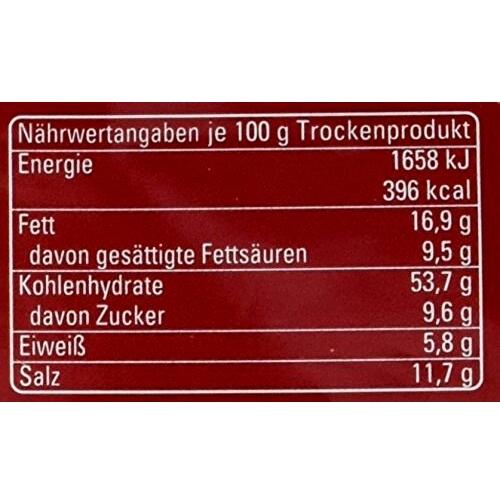 Nährwertangaben je 100 g Trockenprodukt
Energie 1658 kJ
396 kcal
Fett 16,9 g
davon gesättigte Fettsäuren 9,5 g
Kohlenhydrate 53,7 g
davon Zucker 9,6 g
Eiweiß 5,8 g
Salz 11,7 g